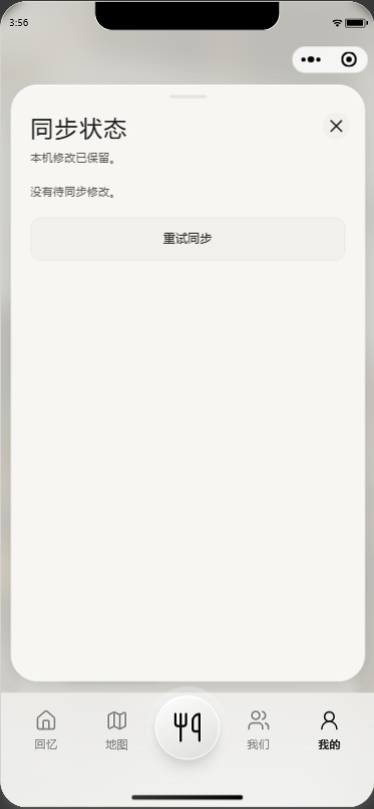 3:56
同步状态
本机修改已保留。
没有待同步修改。
重试同步
回忆
地图
我们
我的